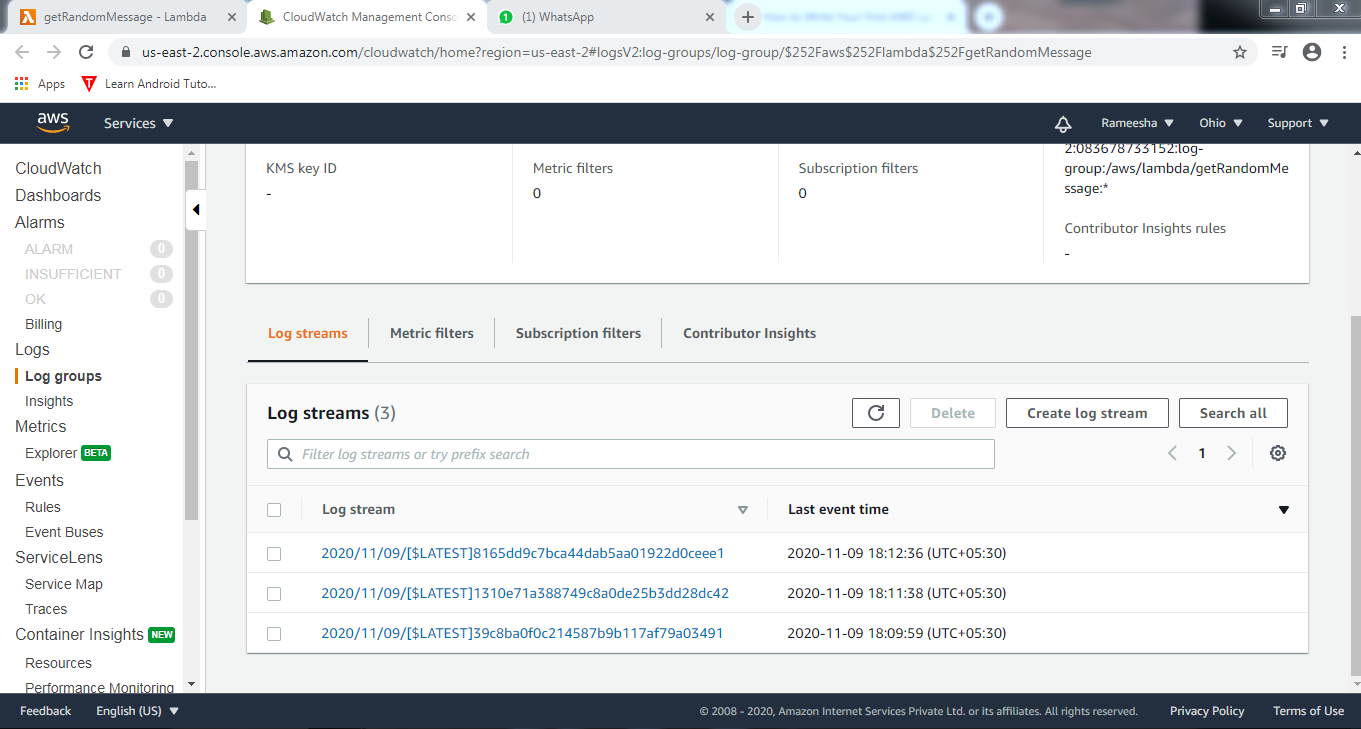 getRandomMessage - Lambda
CloudWatch Management Consc
(1) WhatsApp
us-east-2.console.aws.amazon.com/cloudwatch/home?region=us-east-2#logsV2:log-groups/log-group/$252Faws$252Flambda$252FgetRandomMessage
Apps
Learn Android Tuto...
aws
Services
Rameesha
Ohio
Support
CloudWatch
Dashboards
Alarms
ALARM 0
INSUFFICIENT 0
OK 0
Billing
Logs
Log groups
Insights
Metrics
Explorer BETA
Events
Rules
Event Buses
ServiceLens
Service Map
Traces
Container Insights NEW
Resources
Performance Monitoring
KMS key ID
-
Metric filters
0
Subscription filters
0
2:083678733152:log-
group:/aws/lambda/getRandomMe
ssage:*
Contributor Insights rules
-
Log streams
Metric filters
Subscription filters
Contributor Insights
Log streams (3)
Delete
Create log stream
Search all
Filter log streams or try prefix search
1
Log stream
Last event time
2020/11/09/[$LATEST]8165dd9c7bca44dab5aa01922d0ceee1 2020-11-09 18:12:36 (UTC+05:30)
2020/11/09/[$LATEST]1310e71a388749c8a0de25b3dd28dc42 2020-11-09 18:11:38 (UTC+05:30)
2020/11/09/[$LATEST]39c8ba0f0c214587b9b117af79a03491 2020-11-09 18:09:59 (UTC+05:30)
Feedback
English (US)
© 2008 - 2020, Amazon Internet Services Private Ltd. or its affiliates. All rights reserved.
Privacy Policy
Terms of Use